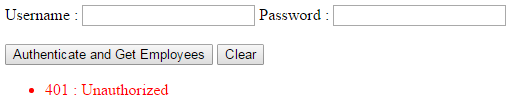 Username : Password :
Authenticate and Get Employees Clear
401 : Unauthorized